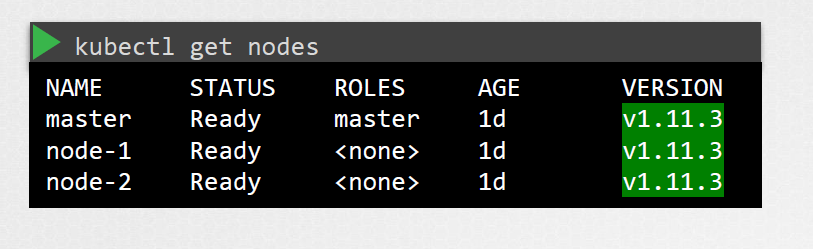 kubectl get nodes
NAME STATUS ROLES AGE VERSION
master Ready master 1d v1.11.3
node-1 Ready <none> 1d v1.11.3
node-2 Ready <none> 1d v1.11.3